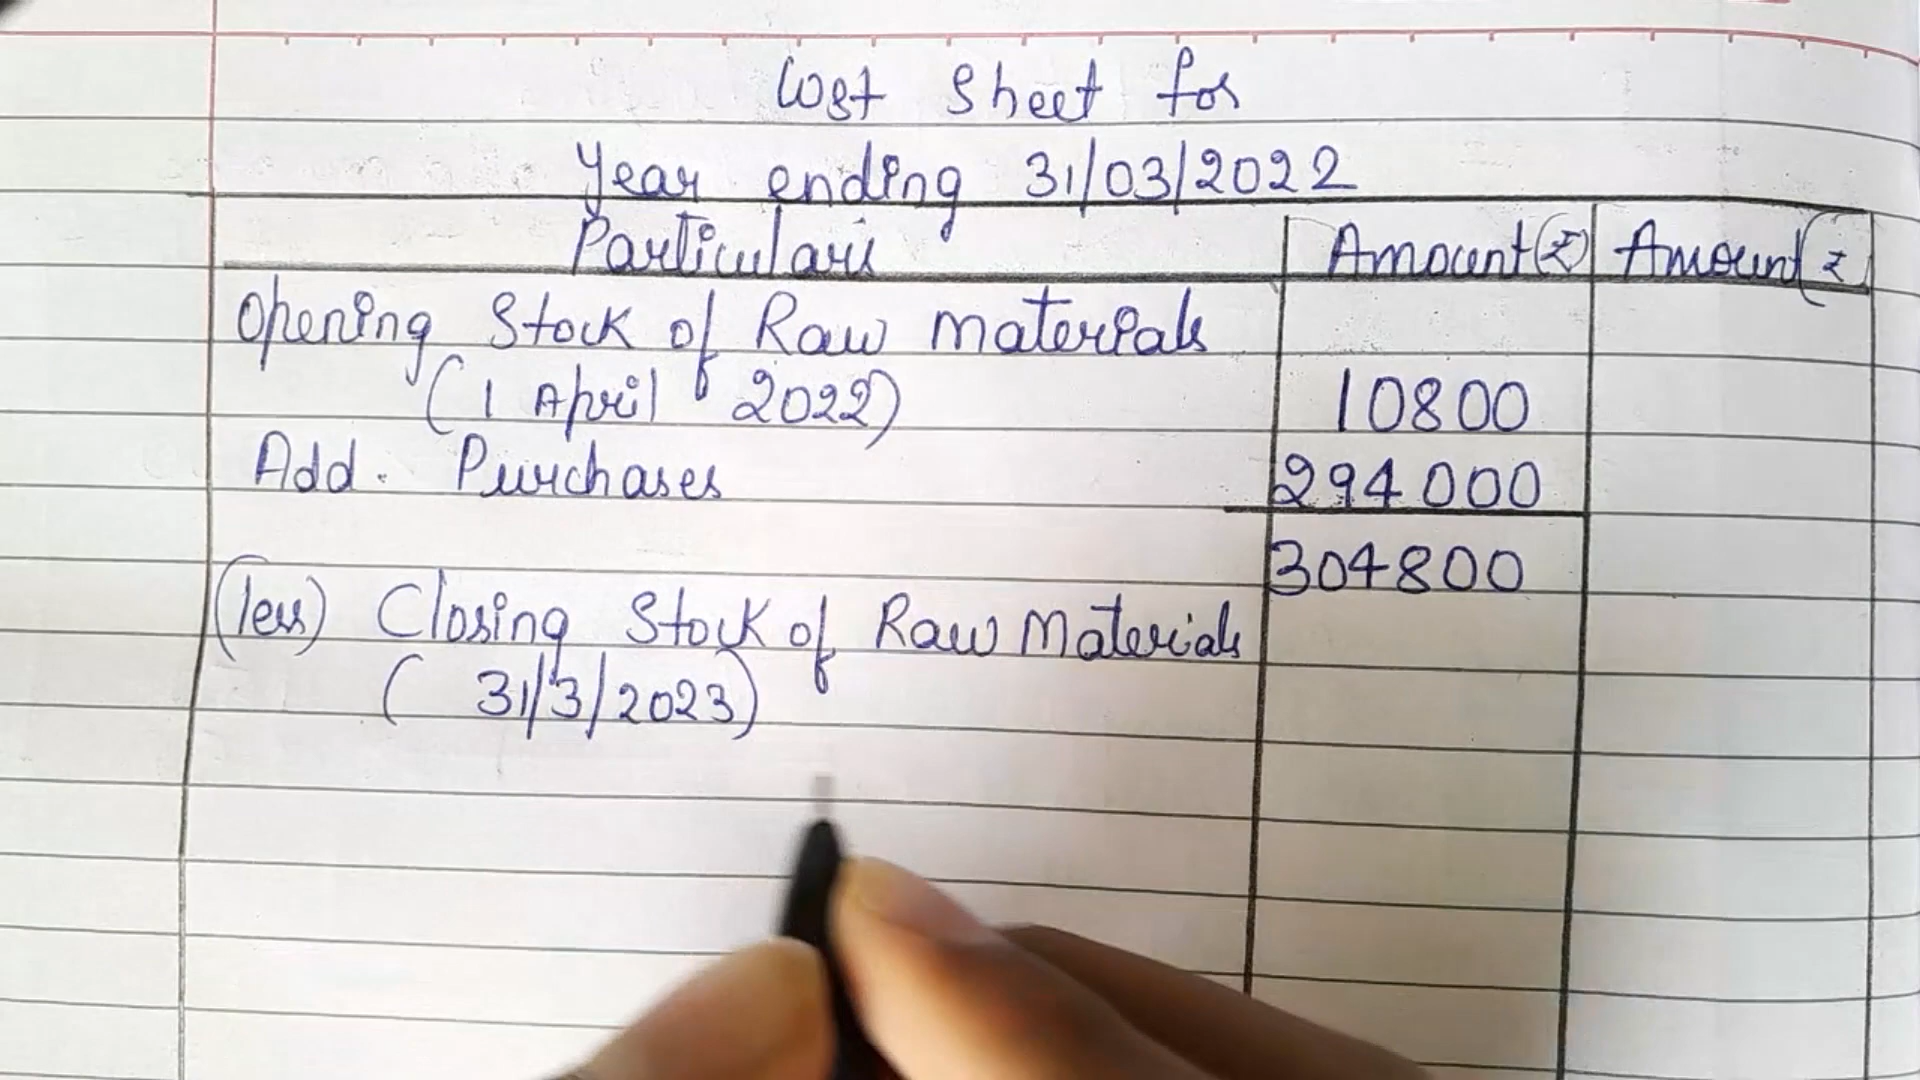 Cost Sheet for
Year ending 31/03/2022
Particulars Amount(₹) Amount(₹
Opening Stock of Raw Materials
(1 April 2022) 10800
Add. Purchases 294000
304800
(less) Closing Stock of Raw Materials
( 31/3/2023)